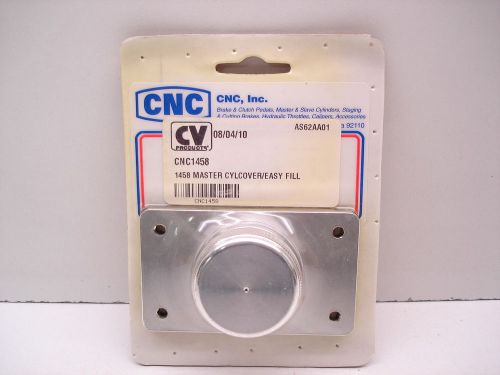 CNC
CNC, Inc.
Brake & Clutch Pedals, Master & Slave Cylinders, Staging
& Cutting Brakes, Hydraulic Throttles, Calipers, Accessories
a 92110
CV
PRODUCTS
08/04/10
AS62AA01
CNC1458
1458 MASTER CYLCOVER/EASY FILL
CNC1458